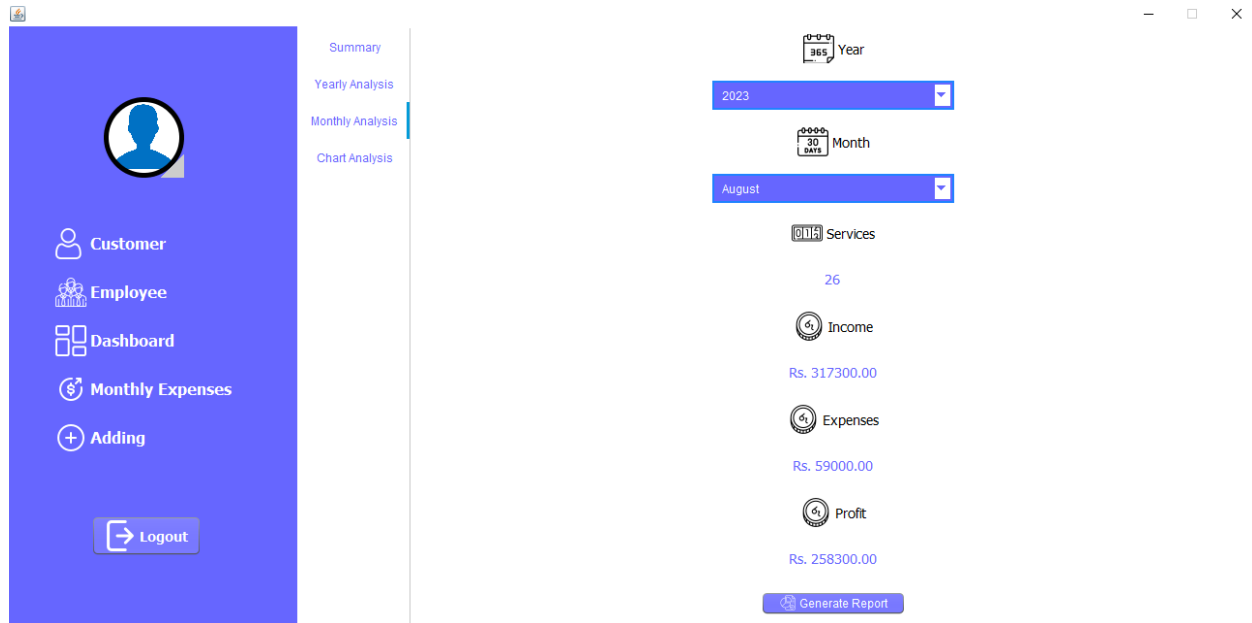 Customer
Employee
Dashboard
Monthly Expenses
Adding
Logout
Summary
Yearly Analysis
Monthly Analysis
Chart Analysis
365 Year
2023
30 DAYS Month
August
Services
26
රු Income
Rs. 317300.00
රු Expenses
Rs. 59000.00
රු Profit
Rs. 258300.00
Generate Report